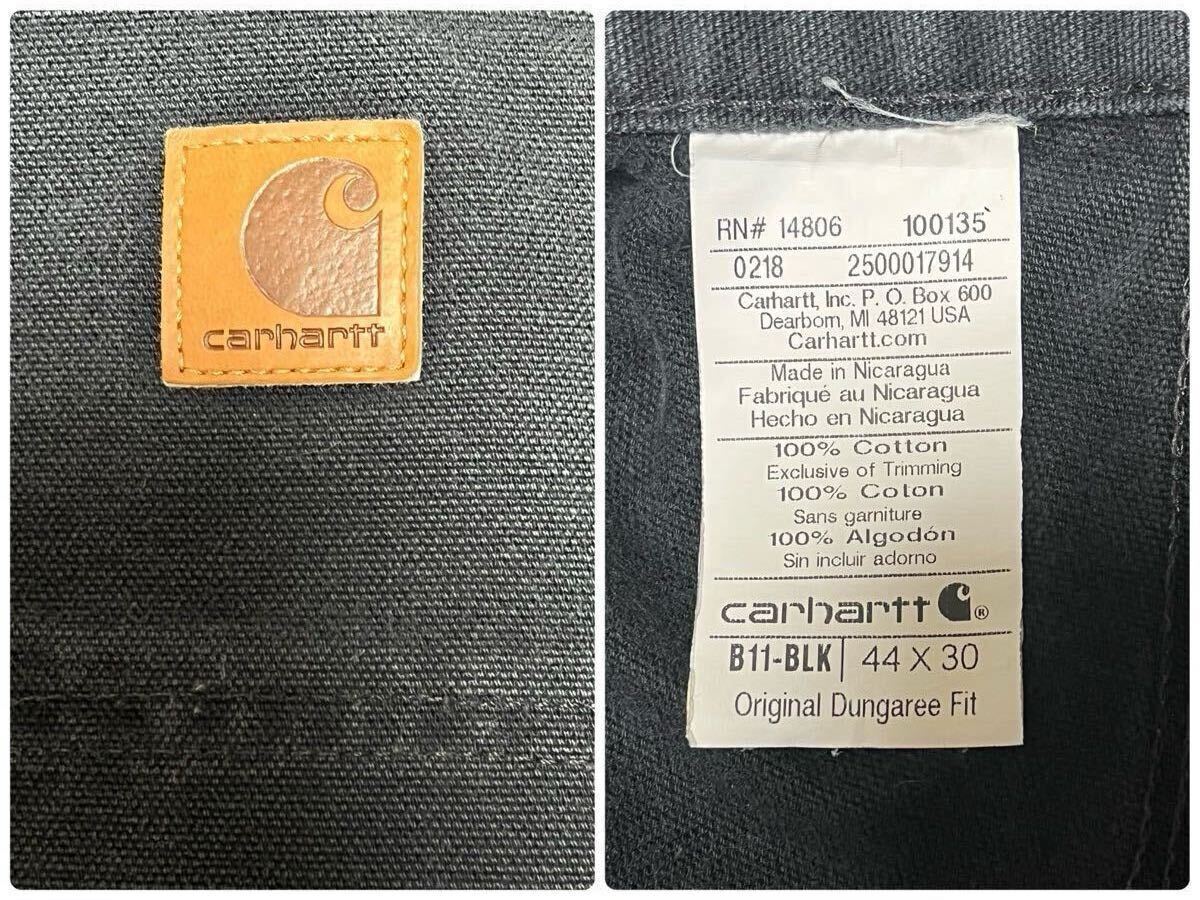 carhartt
RN# 14806 100135
0218 2500017914
Carhartt, Inc. P. O. Box 600
Dearborn, MI 48121 USA
Carhartt.com
Made in Nicaragua
Fabriqué au Nicaragua
Hecho en Nicaragua
100% Cotton
Exclusive of Trimming
100% Coton
Sans garniture
100% Algodón
Sin incluir adorno
carhartt ®
B11-BLK | 44 X 30
Original Dungaree Fit